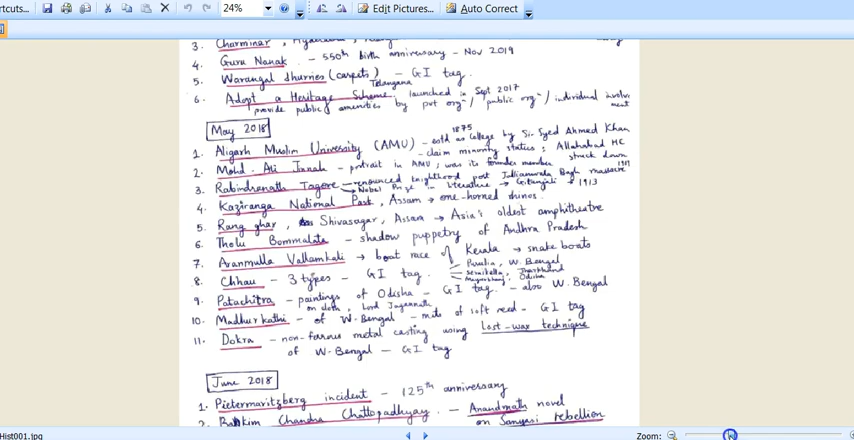 rtcuts...
24%
Edit Pictures...
Auto Correct
3. Charminar, 
4. Guru Nanak - 550th birth anniversary - Nov 2019
5. Warangal dhurries (carpets) - GI tag
Telangana
6. Adopt a Heritage Scheme launched in Sept 2017
provide public amenities by pvt orgn/ public orgn/ individual involvement
May 2018
1. Aligarh Muslim University (AMU) - estd as College by Sir Syed Ahmed Khan
1875
- claim minority status; Allahabad HC struck down
2. Mohd. Ali Jinnah - portrait in AMU; was its founder member
3. Rabindranath Tagore - renounced knighthood post Jallianwala Bagh massacre 1919
Nobel Prize in Literature → Gitanjali 1913
4. Kaziranga National Park, Assam → one-horned rhinos.
5. Rang ghar, Shivasagar, Assam → Asia's oldest amphitheatre
6. Tholu Bommalata - shadow puppetry of Andhra Pradesh
7. Aranmulla Vallamkali → boat race of Kerala → snake boats
8. Chhau - 3 types - GI tag
Purulia, W. Bengal
Seraikella, Jharkhand
Mayurbhanj, Odisha
9. Patachitra - paintings of Odisha - GI tag - also W. Bengal
on cloth, Lord Jagannath
10. Madhurkathi - of W. Bengal - mats of soft reed - GI tag
11. Dokra - non-ferrous metal casting using Lost-wax technique
of W. Bengal - GI tag
June 2018
1. Pietermaritzberg incident - 125th anniversary
2. Bankim Chandra Chattopadhyay - Anandmath novel
on Sanyasi rebellion
Hist001.jpg
Zoom: